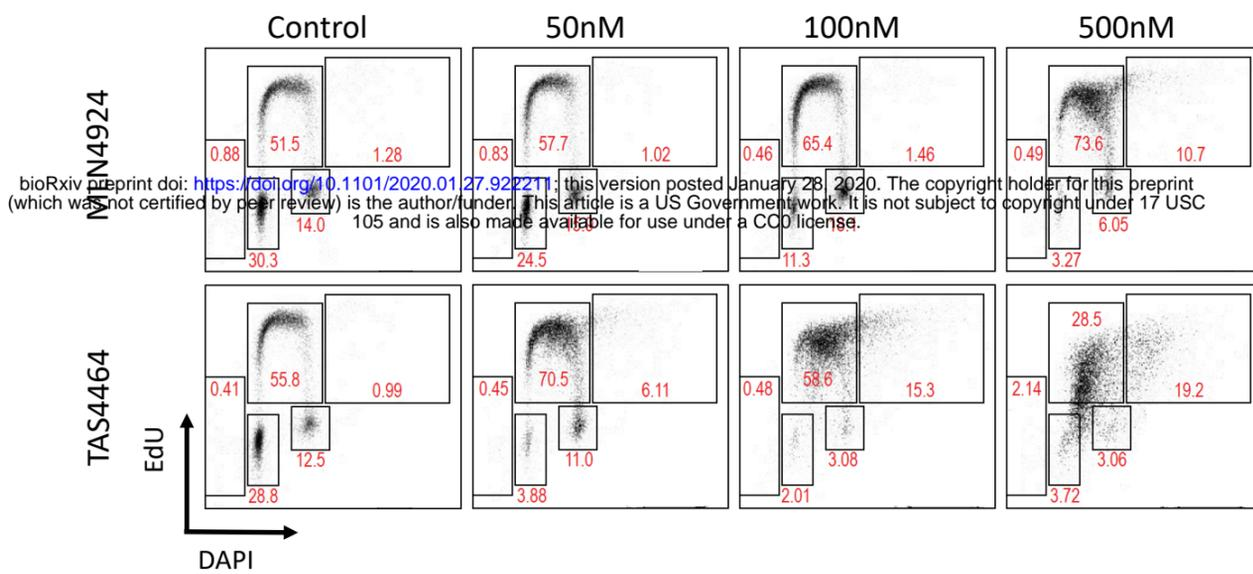 Control 50nM 100nM 500nM
MLN4924
51.5 57.7 65.4 73.6
0.88 1.28 0.83 1.02 0.46 1.46 0.49 10.7
bioRxiv preprint doi: https://doi.org/10.1101/2020.01.27.922211; this version posted January 28, 2020. The copyright holder for this preprint
(which was not certified by peer review) is the author/funder. This article is a US Government work. It is not subject to copyright under 17 USC
105 and is also made available for use under a CC0 license.
14.0 6.05
30.3 24.5 11.3 3.27
TAS4464
28.5
0.41 55.8 0.99 0.45 70.5 6.11 0.48 58.6 15.3 2.14 19.2
12.5 11.0 3.08 3.06
28.8 3.88 2.01 3.72
EdU
DAPI